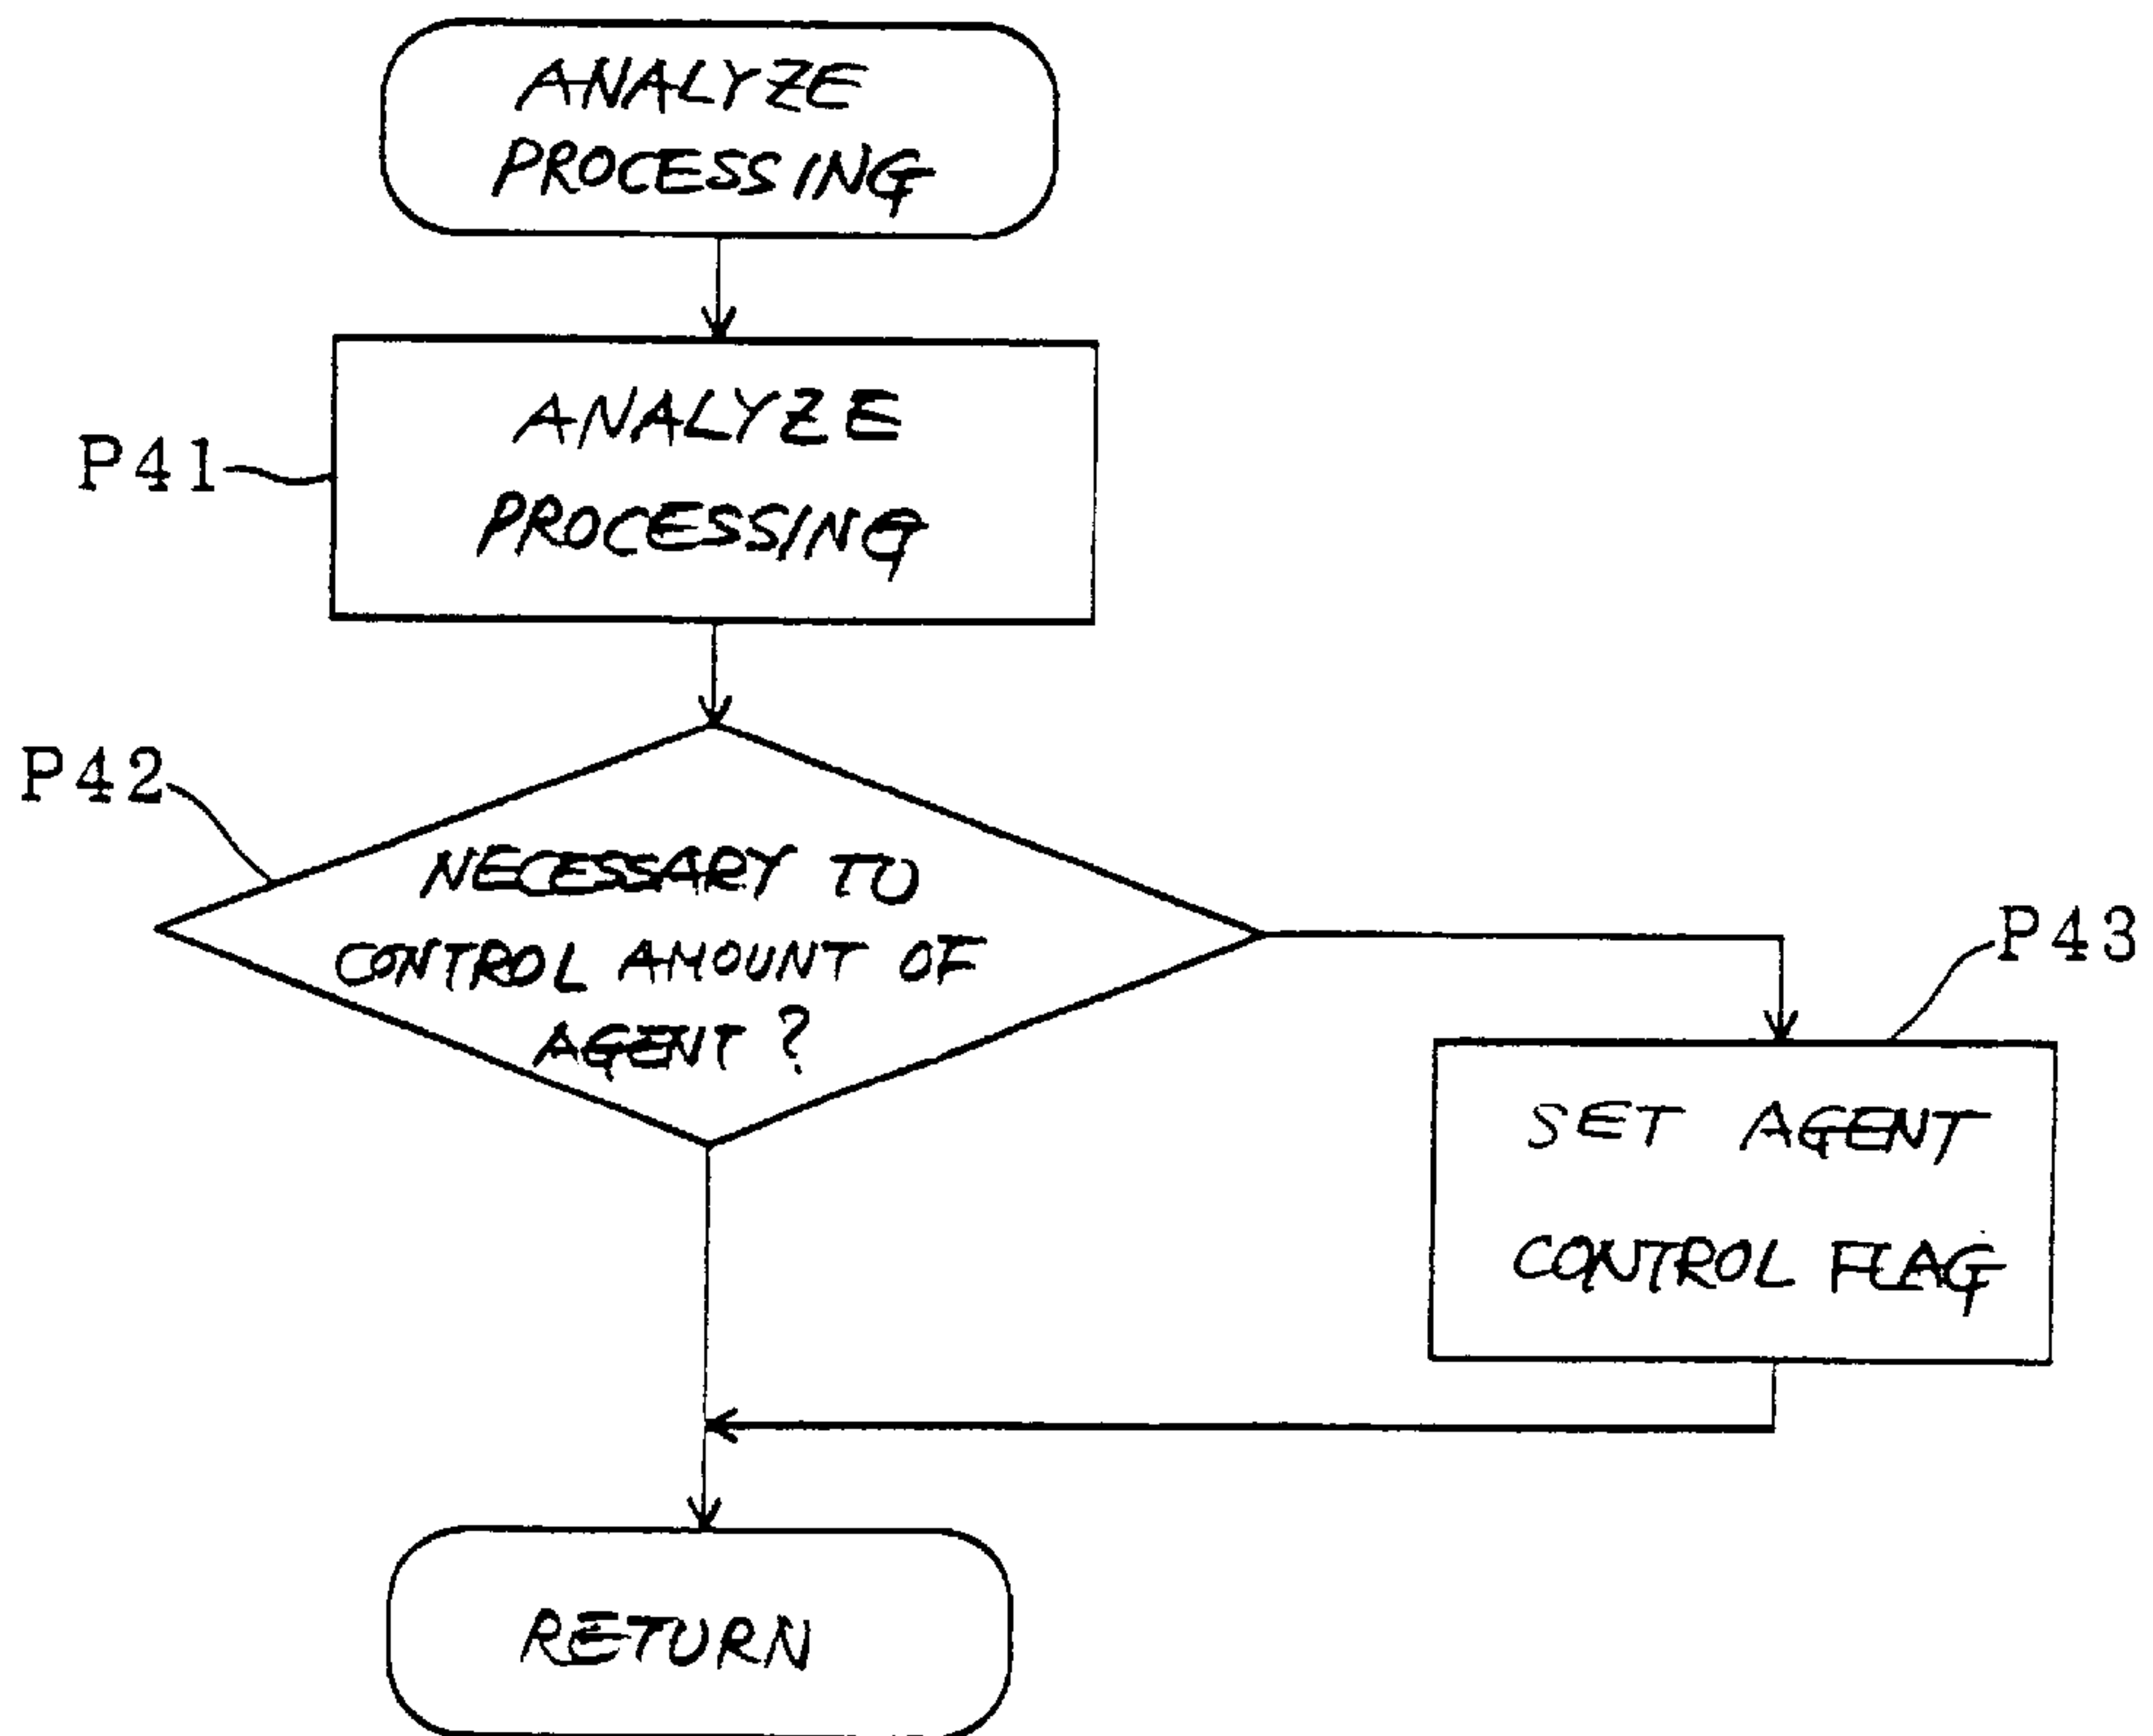 ANALYZE
PROCESSING
P41
ANALYZE
PROCESSING
P42
NECESSARY TO
CONTROL AMOUNT OF
AGENT ?
P43
SET AGENT
CONTROL FLAG
RETURN